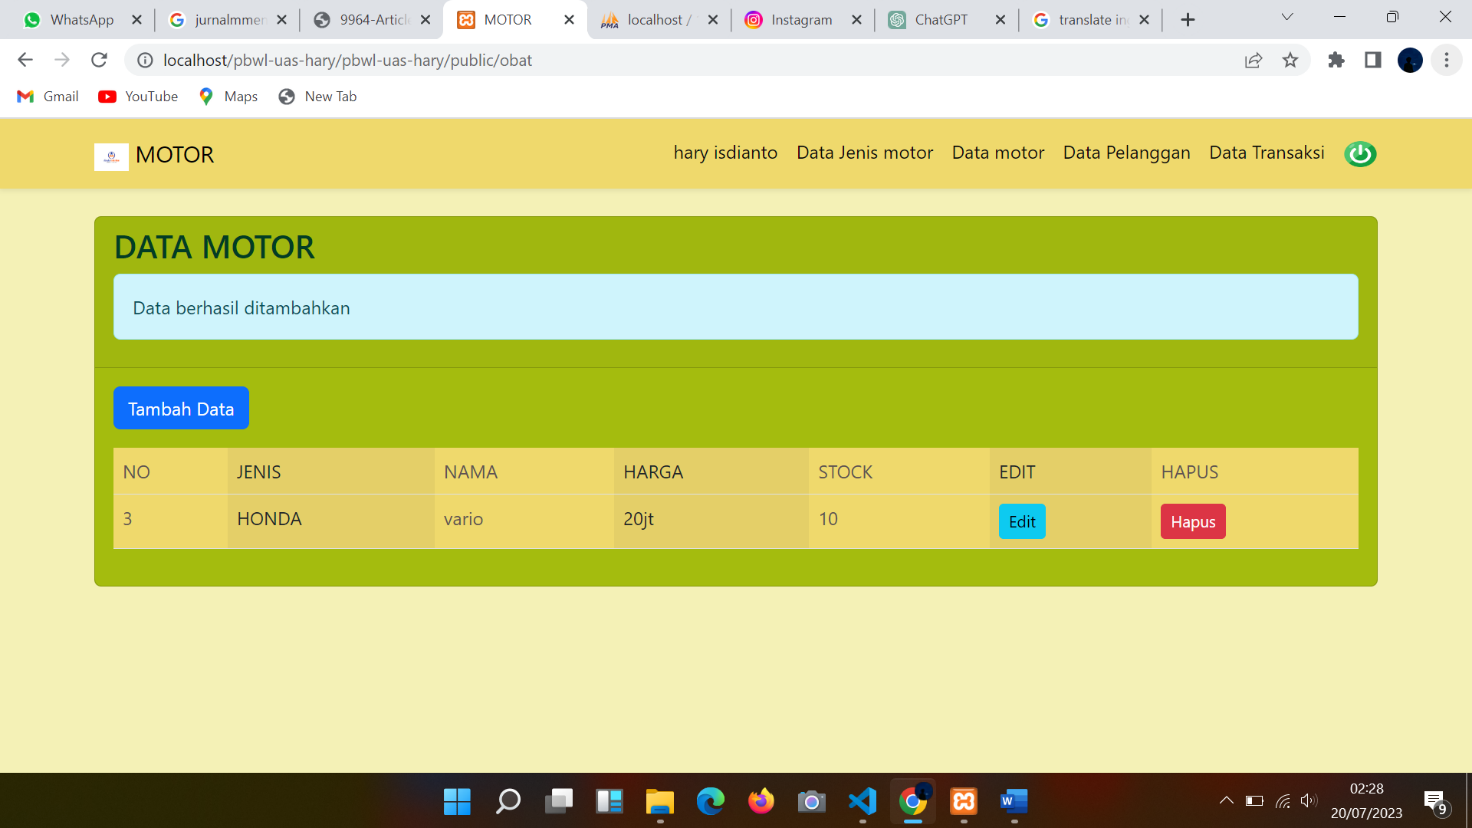 WhatsApp
jurnalmmer
9964-Article
MOTOR
localhost /
Instagram
ChatGPT
translate in
localhost/pbwl-uas-hary/pbwl-uas-hary/public/obat
Gmail YouTube Maps New Tab
MOTOR
hary isdianto Data Jenis motor Data motor Data Pelanggan Data Transaksi
DATA MOTOR
Data berhasil ditambahkan
Tambah Data
NO JENIS NAMA HARGA STOCK EDIT HAPUS
3 HONDA vario 20jt 10 Edit Hapus
02:28
20/07/2023
9